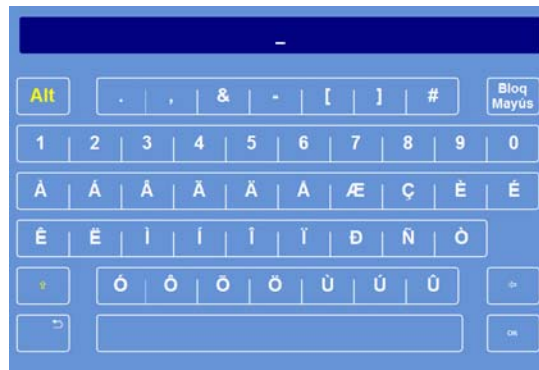 _
Alt . , & - [ ] # Bloq Mayús
1 2 3 4 5 6 7 8 9 0
À Á Â Ã Ä Å Æ Ç È É
Ê Ë Ì Í Î Ï Ð Ñ Ò
Ó Ô Õ Ö Ù Ú Û
OK